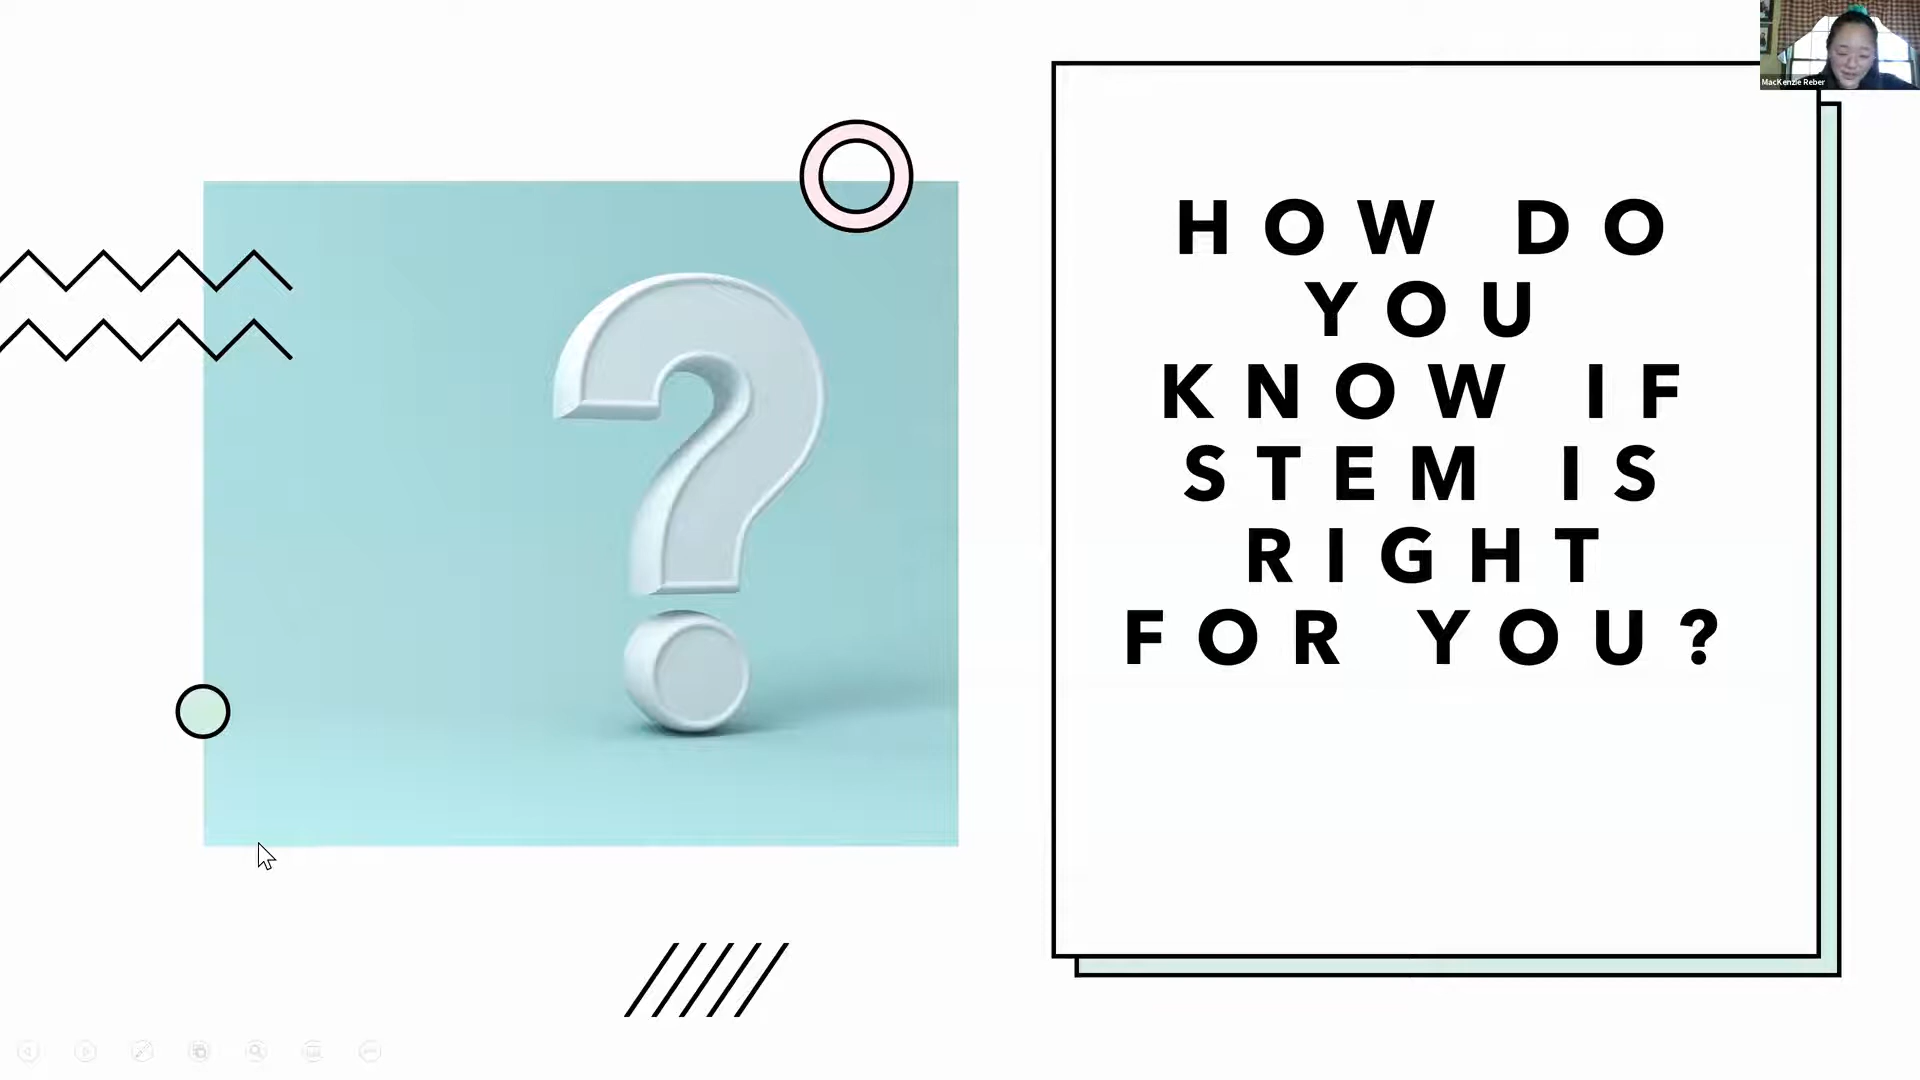 MacKenzie Reber
HOW DO
YOU
KNOW IF
STEM IS
RIGHT
FOR YOU?